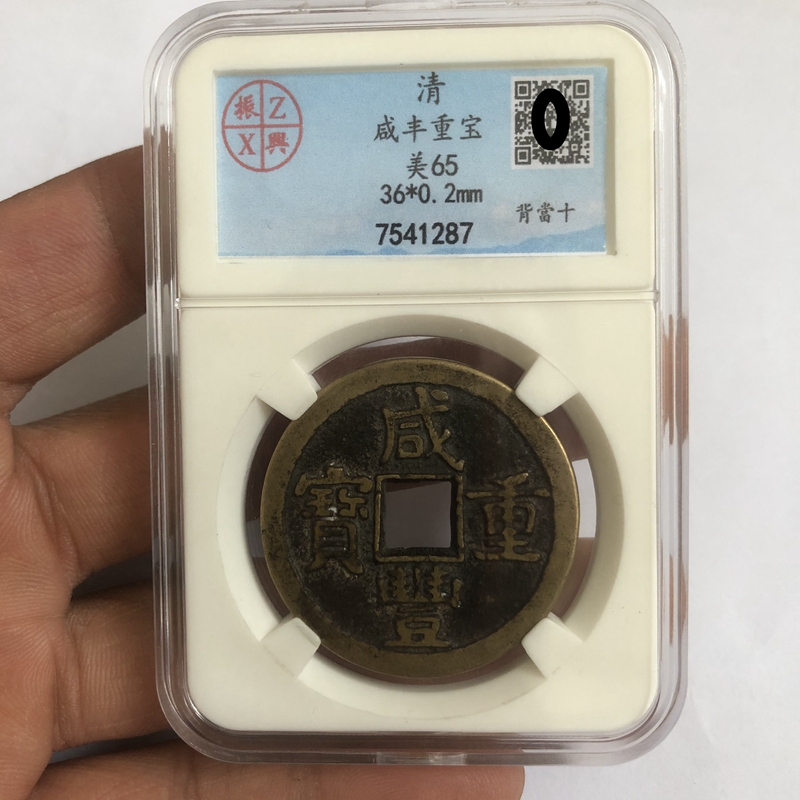 振 Z
X 興
清
咸丰重宝
美65
36*0.2mm
背當十
7541287
咸
寶 重
豐